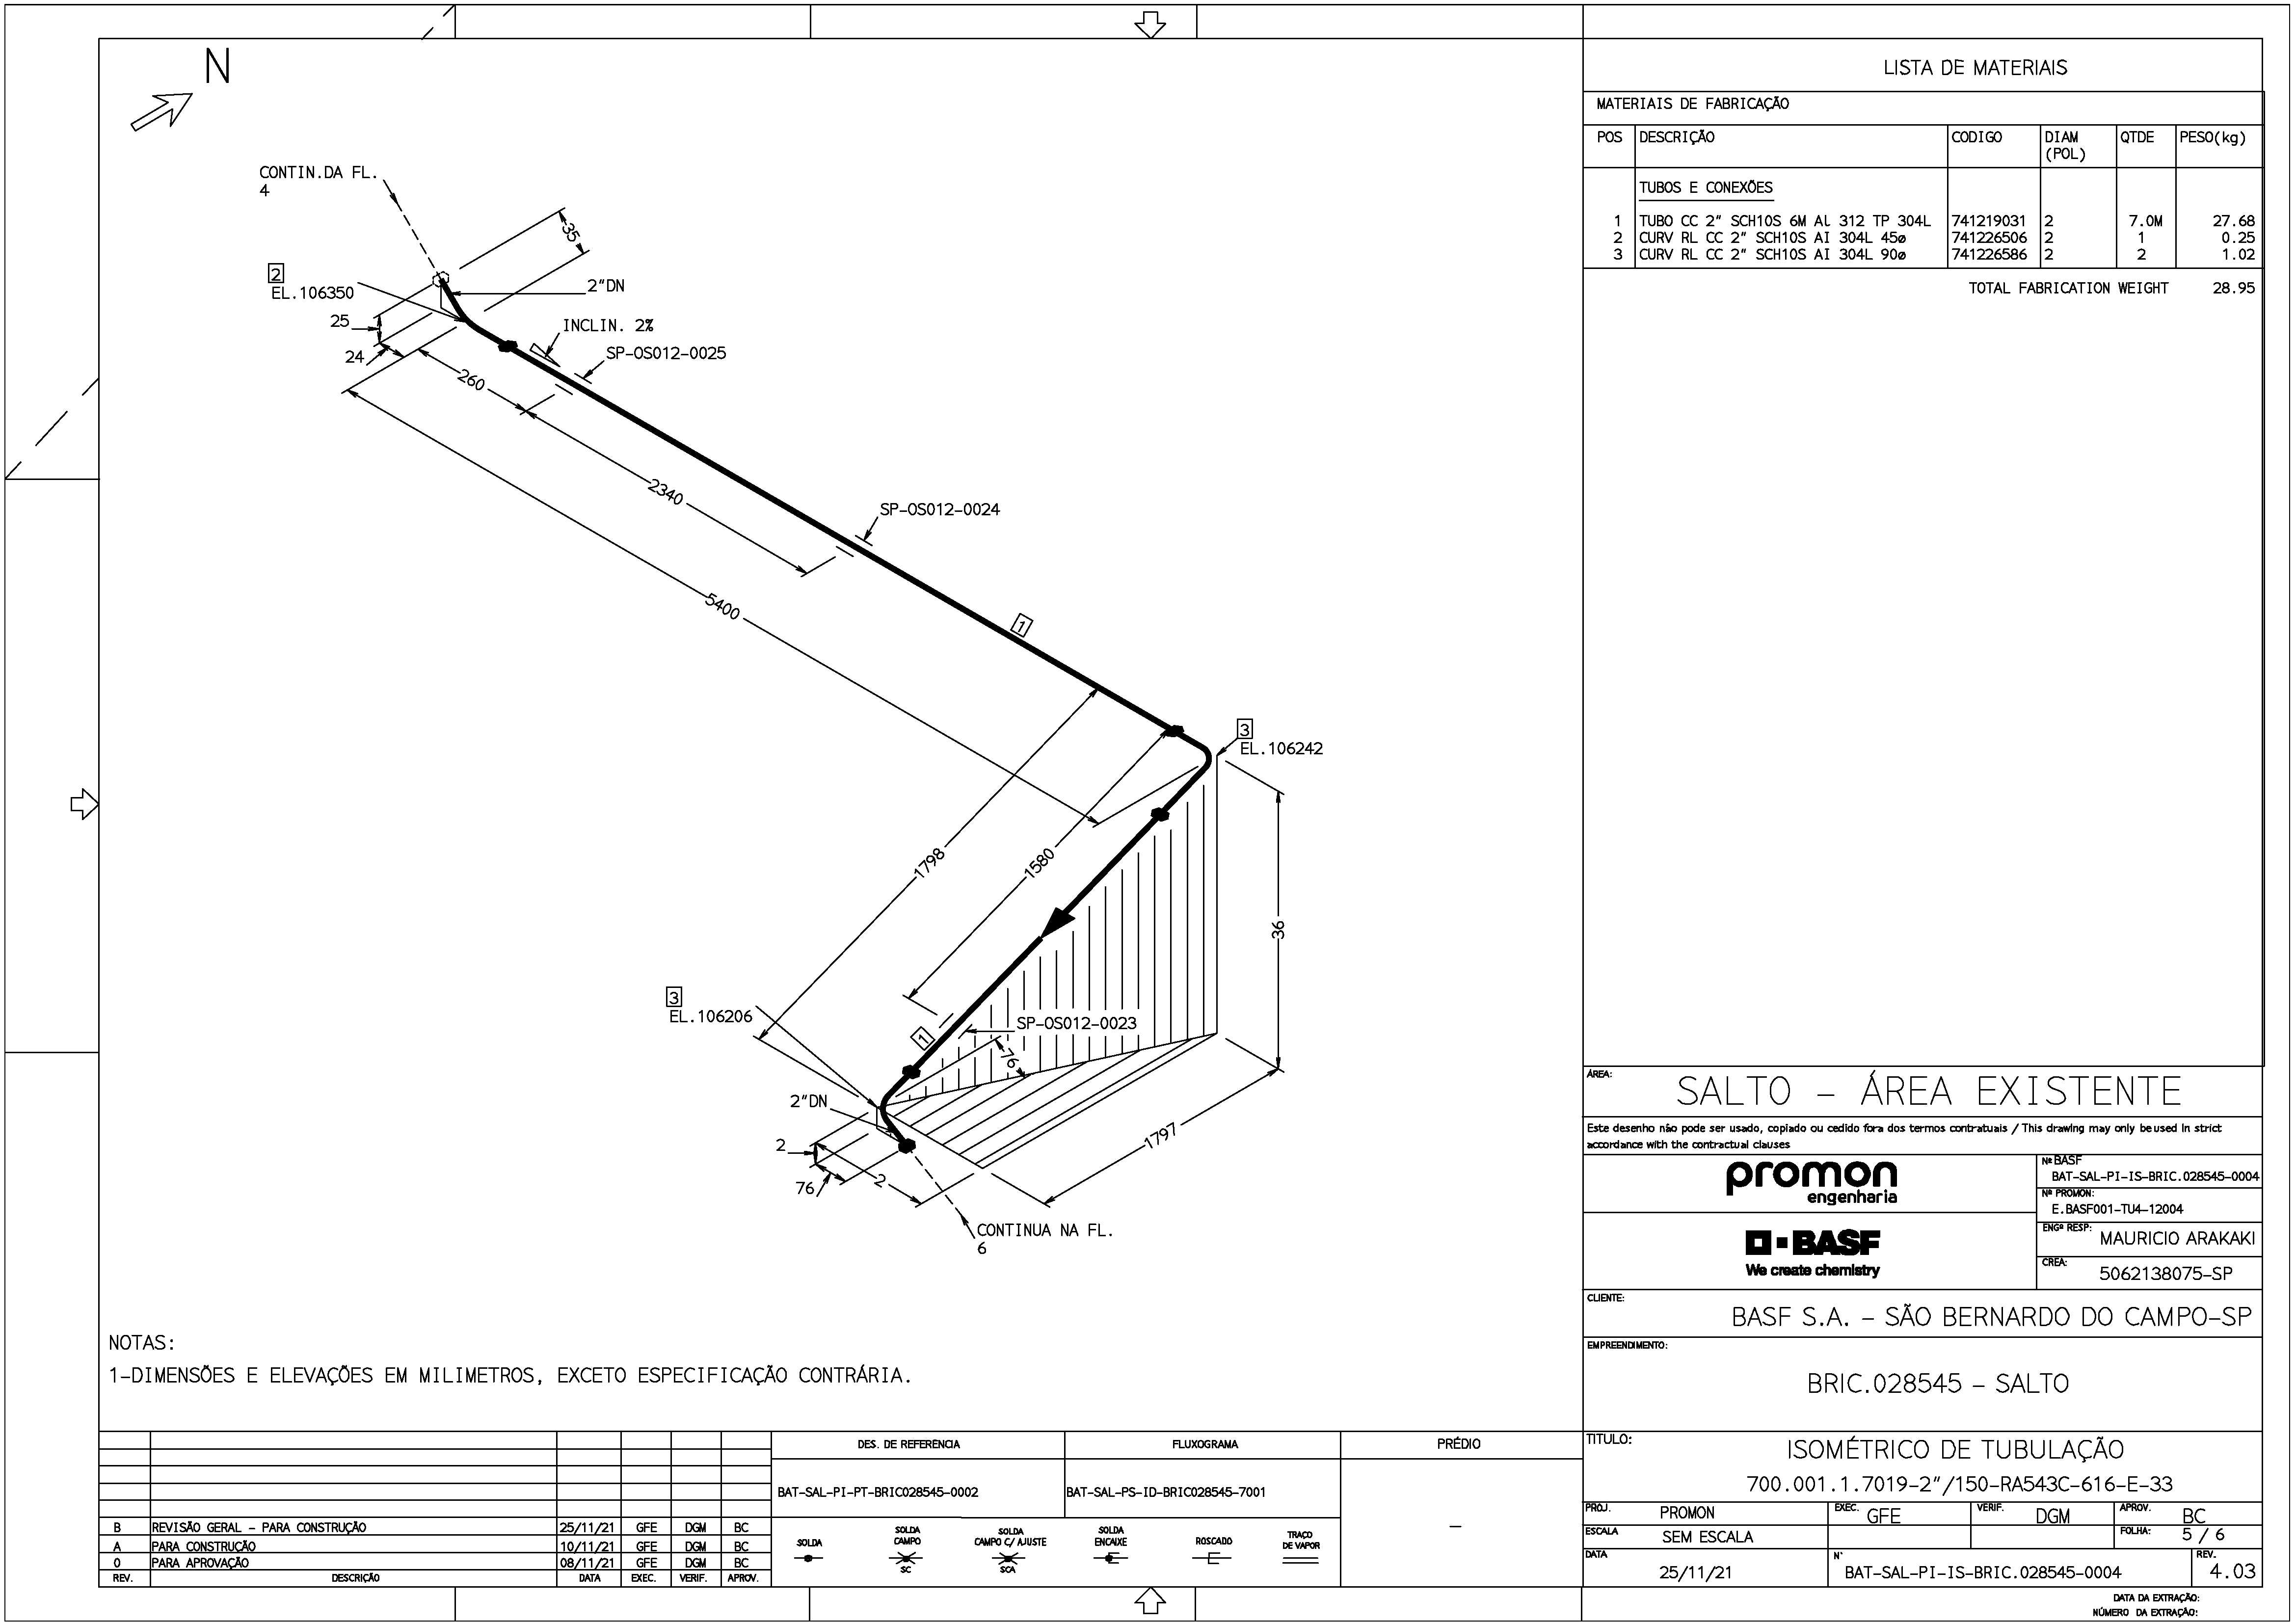 N
CONTIN.DA FL.
4
35
2
EL.106350
2"DN
25
INCLIN. 2%
24
SP-OS012-0025
260
2340
SP-OS012-0024
5400
1
3
EL.106242
1798
1580
36
3
EL.106206
SP-OS012-0023
1
76
2"DN
2
1797
76
2
CONTINUA NA FL.
6
NOTAS:
1-DIMENSÕES E ELEVAÇÕES EM MILIMETROS, EXCETO ESPECIFICAÇÃO CONTRÁRIA.
LISTA DE MATERIAIS
MATERIAIS DE FABRICAÇÃO
POS DESCRIÇÃO CODIGO DIAM (POL) QTDE PESO(kg)
TUBOS E CONEXÕES
1 TUBO CC 2" SCH10S 6M AL 312 TP 304L 741219031 2 7.0M 27.68
2 CURV RL CC 2" SCH10S AI 304L 45ø 741226506 2 1 0.25
3 CURV RL CC 2" SCH10S AI 304L 90ø 741226586 2 2 1.02
TOTAL FABRICATION WEIGHT 28.95
ÁREA:
SALTO - ÁREA EXISTENTE
Este desenho não pode ser usado, copiado ou cedido fora dos termos contratuais / This drawing may only be used in strict
accordance with the contractual clauses
promon
engenharia
Nº BASF
BAT-SAL-PI-IS-BRIC.028545-0004
Nº PROMON:
E.BASF001-TU4-12004
BASF
We create chemistry
ENGº RESP:
MAURICIO ARAKAKI
CREA:
5062138075-SP
CLIENTE:
BASF S.A. - SÃO BERNARDO DO CAMPO-SP
EMPREENDIMENTO:
BRIC.028545 - SALTO
TITULO:
ISOMÉTRICO DE TUBULAÇÃO
700.001.1.7019-2"/150-RA543C-616-E-33
PROJ. PROMON EXEC. GFE VERIF. DGM APROV. BC
ESCALA SEM ESCALA FOLHA: 5 / 6
DATA 25/11/21 N° BAT-SAL-PI-IS-BRIC.028545-0004 REV. 4.03
DATA DA EXTRAÇÃO:
NÚMERO DA EXTRAÇÃO:
B REVISÃO GERAL - PARA CONSTRUÇÃO 25/11/21 GFE DGM BC
A PARA CONSTRUÇÃO 10/11/21 GFE DGM BC
0 PARA APROVAÇÃO 08/11/21 GFE DGM BC
REV. DESCRIÇÃO DATA EXEC. VERIF. APROV.
DES. DE REFERÊNCIA FLUXOGRAMA PRÉDIO
BAT-SAL-PI-PT-BRIC028545-0002 BAT-SAL-PS-ID-BRIC028545-7001
-
SOLDA
SOLDA CAMPO
SC
SOLDA CAMPO C/ AJUSTE
SCA
SOLDA ENCAIXE
ROSCADO
TRAÇO DE VAPOR